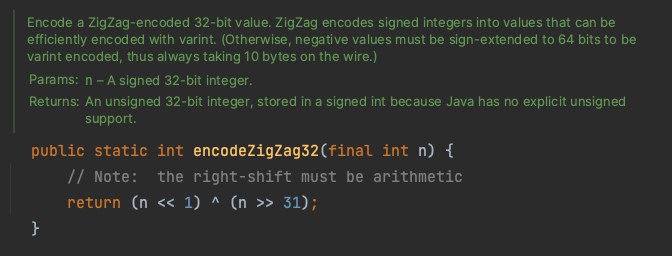 Encode a ZigZag-encoded 32-bit value. ZigZag encodes signed integers into values that can be
efficiently encoded with varint. (Otherwise, negative values must be sign-extended to 64 bits to be
varint encoded, thus always taking 10 bytes on the wire.)
Params: n – A signed 32-bit integer.
Returns: An unsigned 32-bit integer, stored in a signed int because Java has no explicit unsigned
support.
public static int encodeZigZag32(final int n) {
    // Note:  the right-shift must be arithmetic
    return (n << 1) ^ (n >> 31);
}